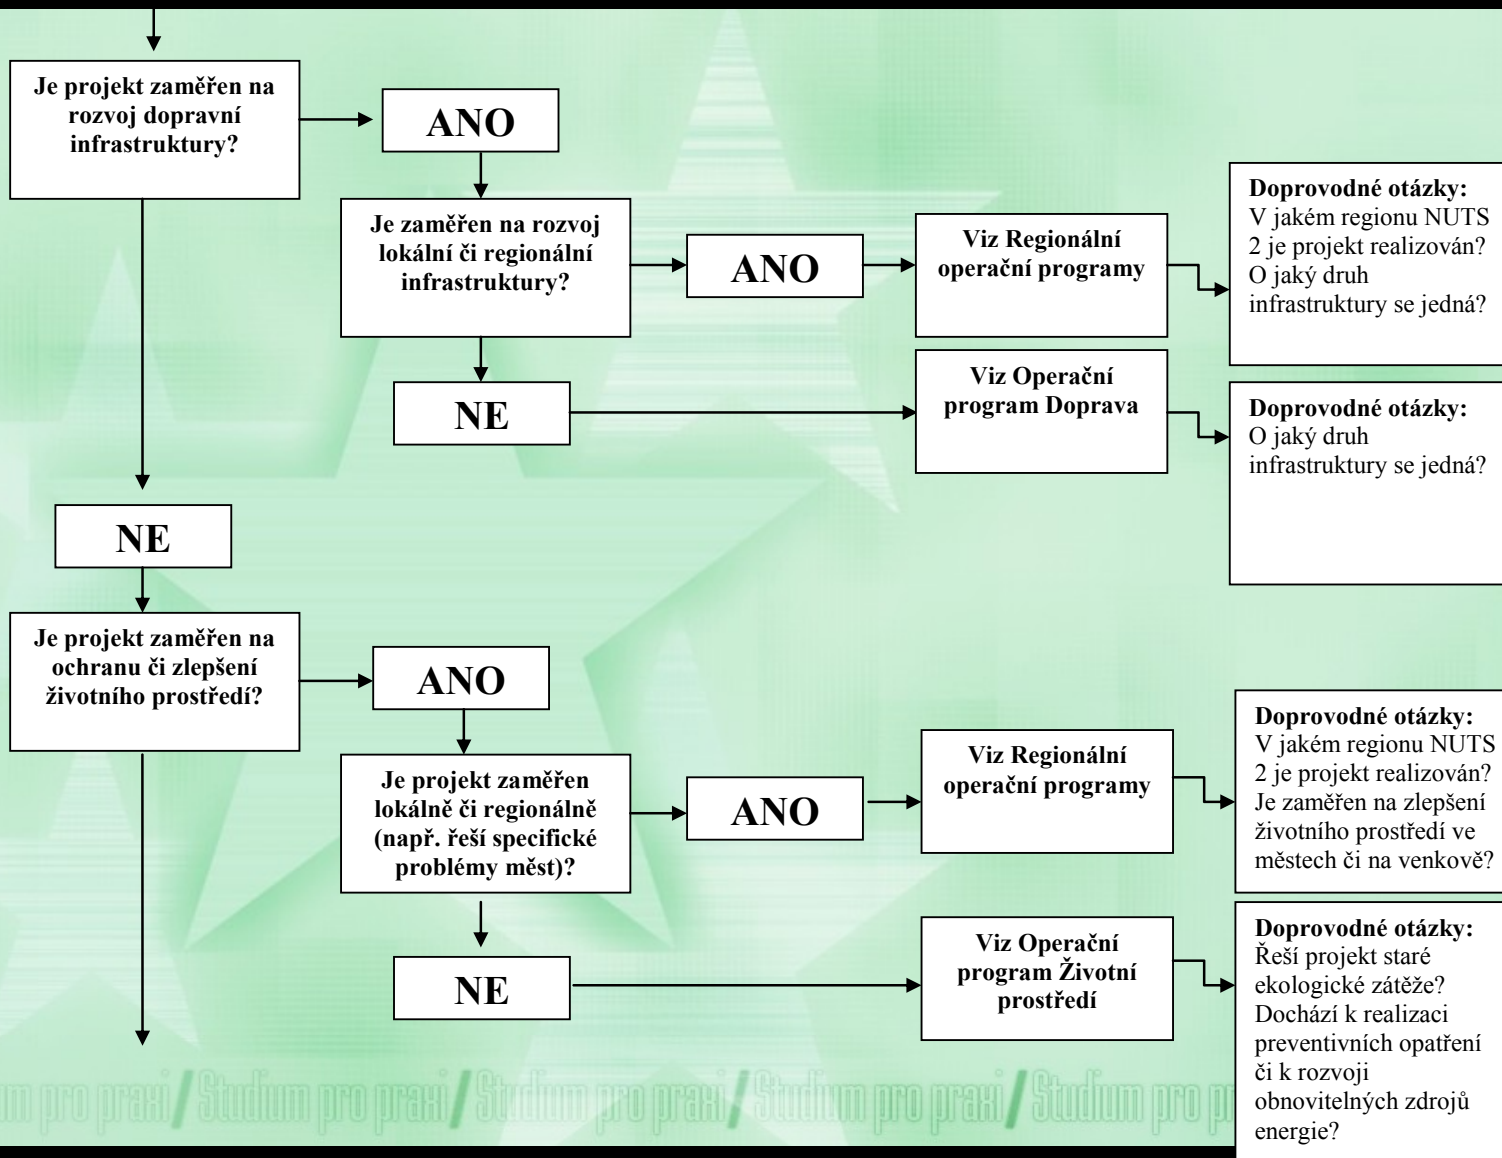 Je projekt zaměřen na
rozvoj dopravní
infrastruktury?
ANO
Je zaměřen na rozvoj
lokální či regionální
infrastruktury?
ANO
Viz Regionální
operační programy
Doprovodné otázky:
V jakém regionu NUTS
2 je projekt realizován?
O jaký druh
infrastruktury se jedná?
NE
Viz Operační
program Doprava
Doprovodné otázky:
O jaký druh
infrastruktury se jedná?
NE
Je projekt zaměřen na
ochranu či zlepšení
životního prostředí?
ANO
Je projekt zaměřen
lokálně či regionálně
(např. řeší specifické
problémy měst)?
ANO
Viz Regionální
operační programy
Doprovodné otázky:
V jakém regionu NUTS
2 je projekt realizován?
Je zaměřen na zlepšení
životního prostředí ve
městech či na venkově?
NE
Viz Operační
program Životní
prostředí
Doprovodné otázky:
Řeší projekt staré
ekologické zátěže?
Dochází k realizaci
preventivních opatření
či k rozvoji
obnovitelných zdrojů
energie?
um pro praxi / Studium pro praxi / Studium pro praxi / Studium pro praxi / Studium pro pr